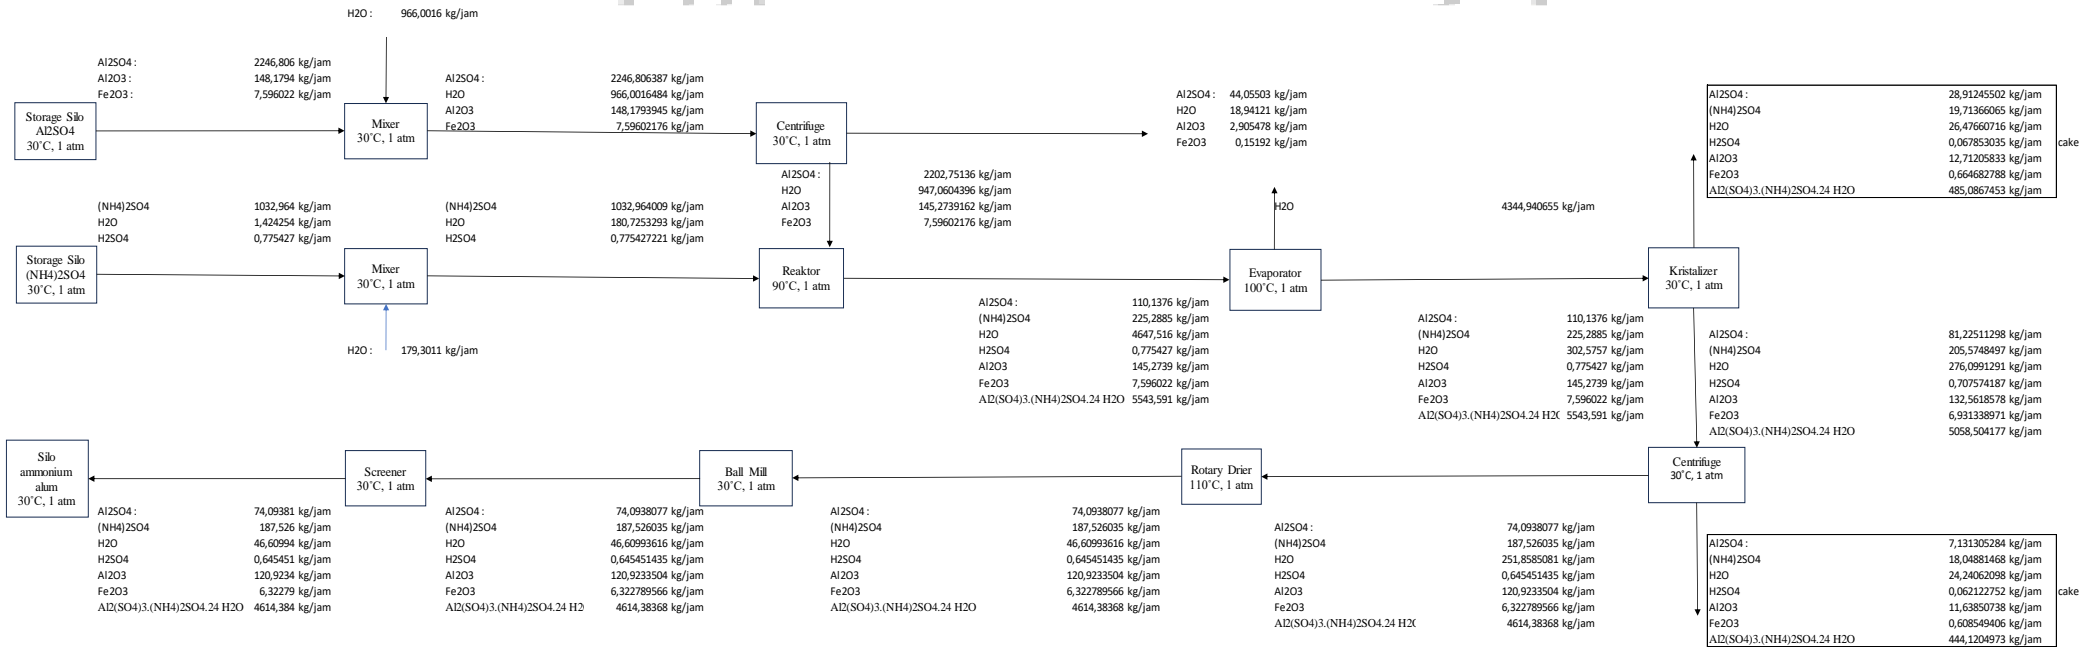 H2O : 966,0016 kg/jam
Al2SO4 : 2246,806 kg/jam
Al2O3 : 148,1794 kg/jam
Fe2O3 : 7,596022 kg/jam
Al2SO4 : 2246,806387 kg/jam
H2O 966,0016484 kg/jam
Al2O3 148,1793945 kg/jam
Fe2O3 7,59602176 kg/jam
Al2SO4 : 44,05503 kg/jam
H2O 18,94121 kg/jam
Al2O3 2,905478 kg/jam
Fe2O3 0,15192 kg/jam
Al2SO4 : 28,91245502 kg/jam
(NH4)2SO4 19,71366065 kg/jam
H2O 26,47660716 kg/jam
H2SO4 0,067853035 kg/jam
Al2O3 12,71205833 kg/jam
Fe2O3 0,664682788 kg/jam
Al2(SO4)3.(NH4)2SO4.24 H2O 485,0867453 kg/jam
cake
Storage Silo
Al2SO4
30˚C, 1 atm
Mixer
30˚C, 1 atm
Centrifuge
30˚C, 1 atm
Al2SO4 : 2202,75136 kg/jam
H2O 947,0604396 kg/jam
Al2O3 145,2739162 kg/jam
Fe2O3 7,59602176 kg/jam
(NH4)2SO4 1032,964 kg/jam
H2O 1,424254 kg/jam
H2SO4 0,775427 kg/jam
(NH4)2SO4 1032,964009 kg/jam
H2O 180,7253293 kg/jam
H2SO4 0,775427221 kg/jam
H2O 4344,940655 kg/jam
Storage Silo
(NH4)2SO4
30˚C, 1 atm
Mixer
30˚C, 1 atm
Reaktor
90˚C, 1 atm
Evaporator
100˚C, 1 atm
Kristalizer
30˚C, 1 atm
H2O : 179,3011 kg/jam
Al2SO4 : 110,1376 kg/jam
(NH4)2SO4 225,2885 kg/jam
H2O 4647,516 kg/jam
H2SO4 0,775427 kg/jam
Al2O3 145,2739 kg/jam
Fe2O3 7,596022 kg/jam
Al2(SO4)3.(NH4)2SO4.24 H2O 5543,591 kg/jam
Al2SO4 : 110,1376 kg/jam
(NH4)2SO4 225,2885 kg/jam
H2O 302,5757 kg/jam
H2SO4 0,775427 kg/jam
Al2O3 145,2739 kg/jam
Fe2O3 7,596022 kg/jam
Al2(SO4)3.(NH4)2SO4.24 H2O 5543,591 kg/jam
Al2SO4 : 81,22511298 kg/jam
(NH4)2SO4 205,5748497 kg/jam
H2O 276,0991291 kg/jam
H2SO4 0,707574187 kg/jam
Al2O3 132,5618578 kg/jam
Fe2O3 6,931338971 kg/jam
Al2(SO4)3.(NH4)2SO4.24 H2O 5058,504177 kg/jam
Silo
ammonium
alum
30˚C, 1 atm
Screener
30˚C, 1 atm
Ball Mill
30˚C, 1 atm
Rotary Drier
110˚C, 1 atm
Centrifuge
30˚C, 1 atm
Al2SO4 : 74,09381 kg/jam
(NH4)2SO4 187,526 kg/jam
H2O 46,60994 kg/jam
H2SO4 0,645451 kg/jam
Al2O3 120,9234 kg/jam
Fe2O3 6,32279 kg/jam
Al2(SO4)3.(NH4)2SO4.24 H2O 4614,384 kg/jam
Al2SO4 : 74,0938077 kg/jam
(NH4)2SO4 187,526035 kg/jam
H2O 46,60993616 kg/jam
H2SO4 0,645451435 kg/jam
Al2O3 120,9233504 kg/jam
Fe2O3 6,322789566 kg/jam
Al2(SO4)3.(NH4)2SO4.24 H2 4614,38368 kg/jam
Al2SO4 : 74,0938077 kg/jam
(NH4)2SO4 187,526035 kg/jam
H2O 46,60993616 kg/jam
H2SO4 0,645451435 kg/jam
Al2O3 120,9233504 kg/jam
Fe2O3 6,322789566 kg/jam
Al2(SO4)3.(NH4)2SO4.24 H2O 4614,38368 kg/jam
Al2SO4 : 74,0938077 kg/jam
(NH4)2SO4 187,526035 kg/jam
H2O 251,8585081 kg/jam
H2SO4 0,645451435 kg/jam
Al2O3 120,9233504 kg/jam
Fe2O3 6,322789566 kg/jam
Al2(SO4)3.(NH4)2SO4.24 H2O 4614,38368 kg/jam
Al2SO4 : 7,131305284 kg/jam
(NH4)2SO4 18,04881468 kg/jam
H2O 24,24062098 kg/jam
H2SO4 0,062122752 kg/jam
Al2O3 11,63850738 kg/jam
Fe2O3 0,608549406 kg/jam
Al2(SO4)3.(NH4)2SO4.24 H2O 444,1204973 kg/jam
cake